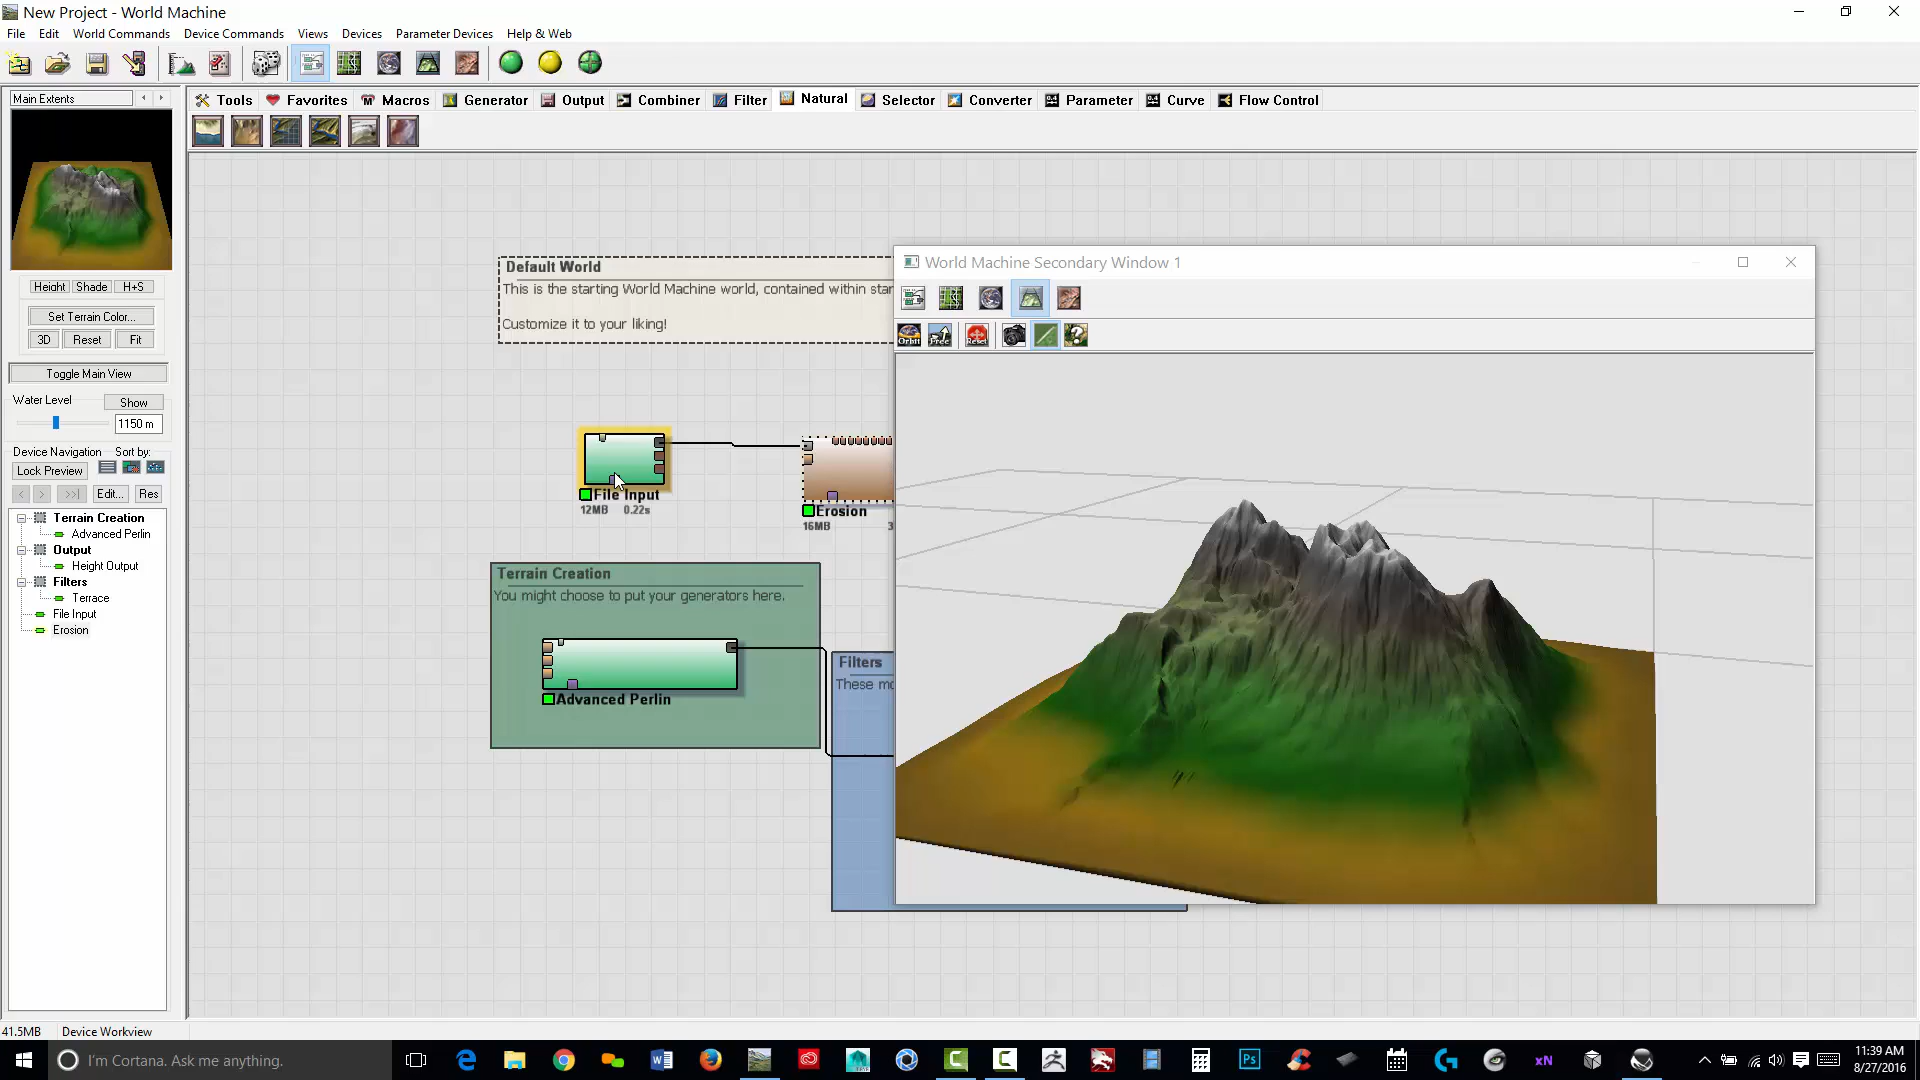 New Project - World Machine
File Edit World Commands Device Commands Views Devices Parameter Devices Help & Web
Main Extents
Tools Favorites Macros Generator Output Combiner Filter Natural Selector Converter Parameter Curve Flow Control
Height Shade H+S
Set Terrain Color...
3D Reset Fit
Toggle Main View
Water Level Show
1150 m
Device Navigation Sort by:
Lock Preview
Edit... Res
Terrain Creation
Advanced Perlin
Output
Height Output
Filters
Terrace
File Input
Erosion
Default World
This is the starting World Machine world, contained within
Customize it to your liking!
File Input
12MB 0.22s
Erosion
16MB
Terrain Creation
You might choose to put your generators here.
Advanced Perlin
Filters
These
World Machine Secondary Window 1
Orbit Free Reset
41.5MB Device Workview
I'm Cortana. Ask me anything.
Ps
xN
11:39 AM
8/27/2016